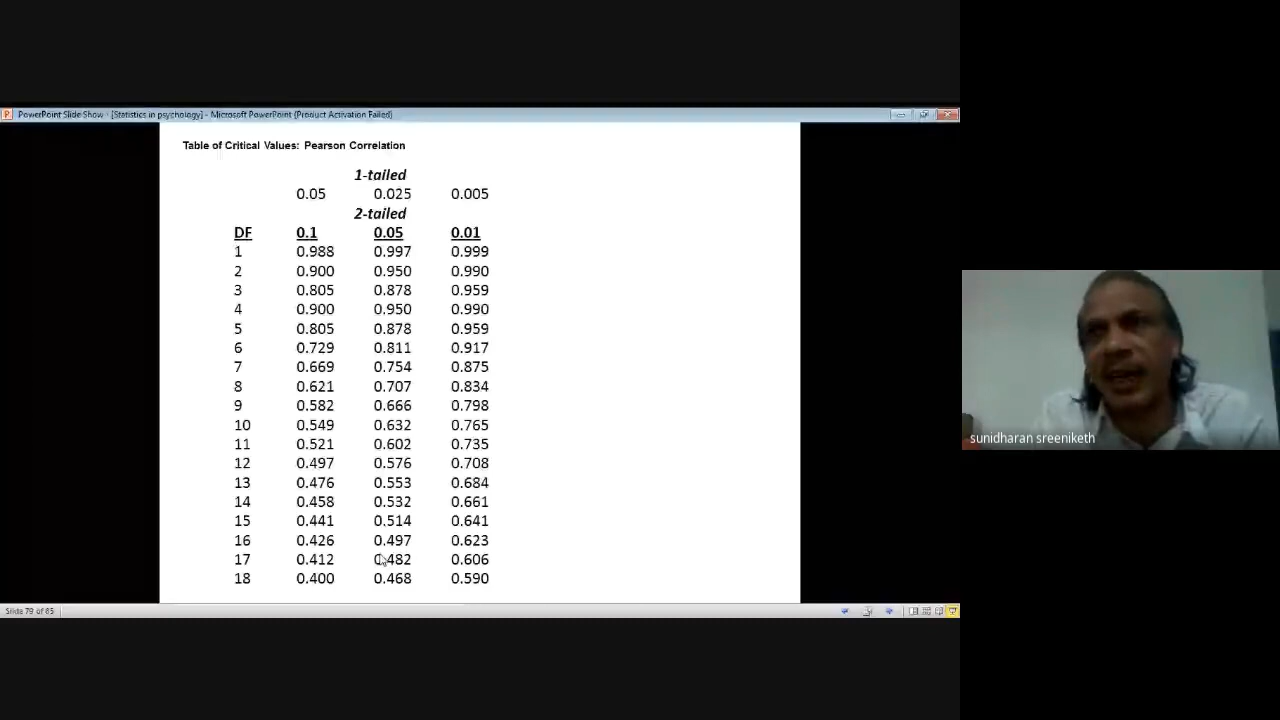 PowerPoint Slide Show - [Statistics in psychology] - Microsoft PowerPoint (Product Activation Failed)
Table of Critical Values: Pearson Correlation
1-tailed
0.05 0.025 0.005
2-tailed
DF 0.1 0.05 0.01
1 0.988 0.997 0.999
2 0.900 0.950 0.990
3 0.805 0.878 0.959
4 0.900 0.950 0.990
5 0.805 0.878 0.959
6 0.729 0.811 0.917
7 0.669 0.754 0.875
8 0.621 0.707 0.834
9 0.582 0.666 0.798
10 0.549 0.632 0.765
11 0.521 0.602 0.735
12 0.497 0.576 0.708
13 0.476 0.553 0.684
14 0.458 0.532 0.661
15 0.441 0.514 0.641
16 0.426 0.497 0.623
17 0.412 0.482 0.606
18 0.400 0.468 0.590
Slide 79 of 85
sunidharan sreeniketh